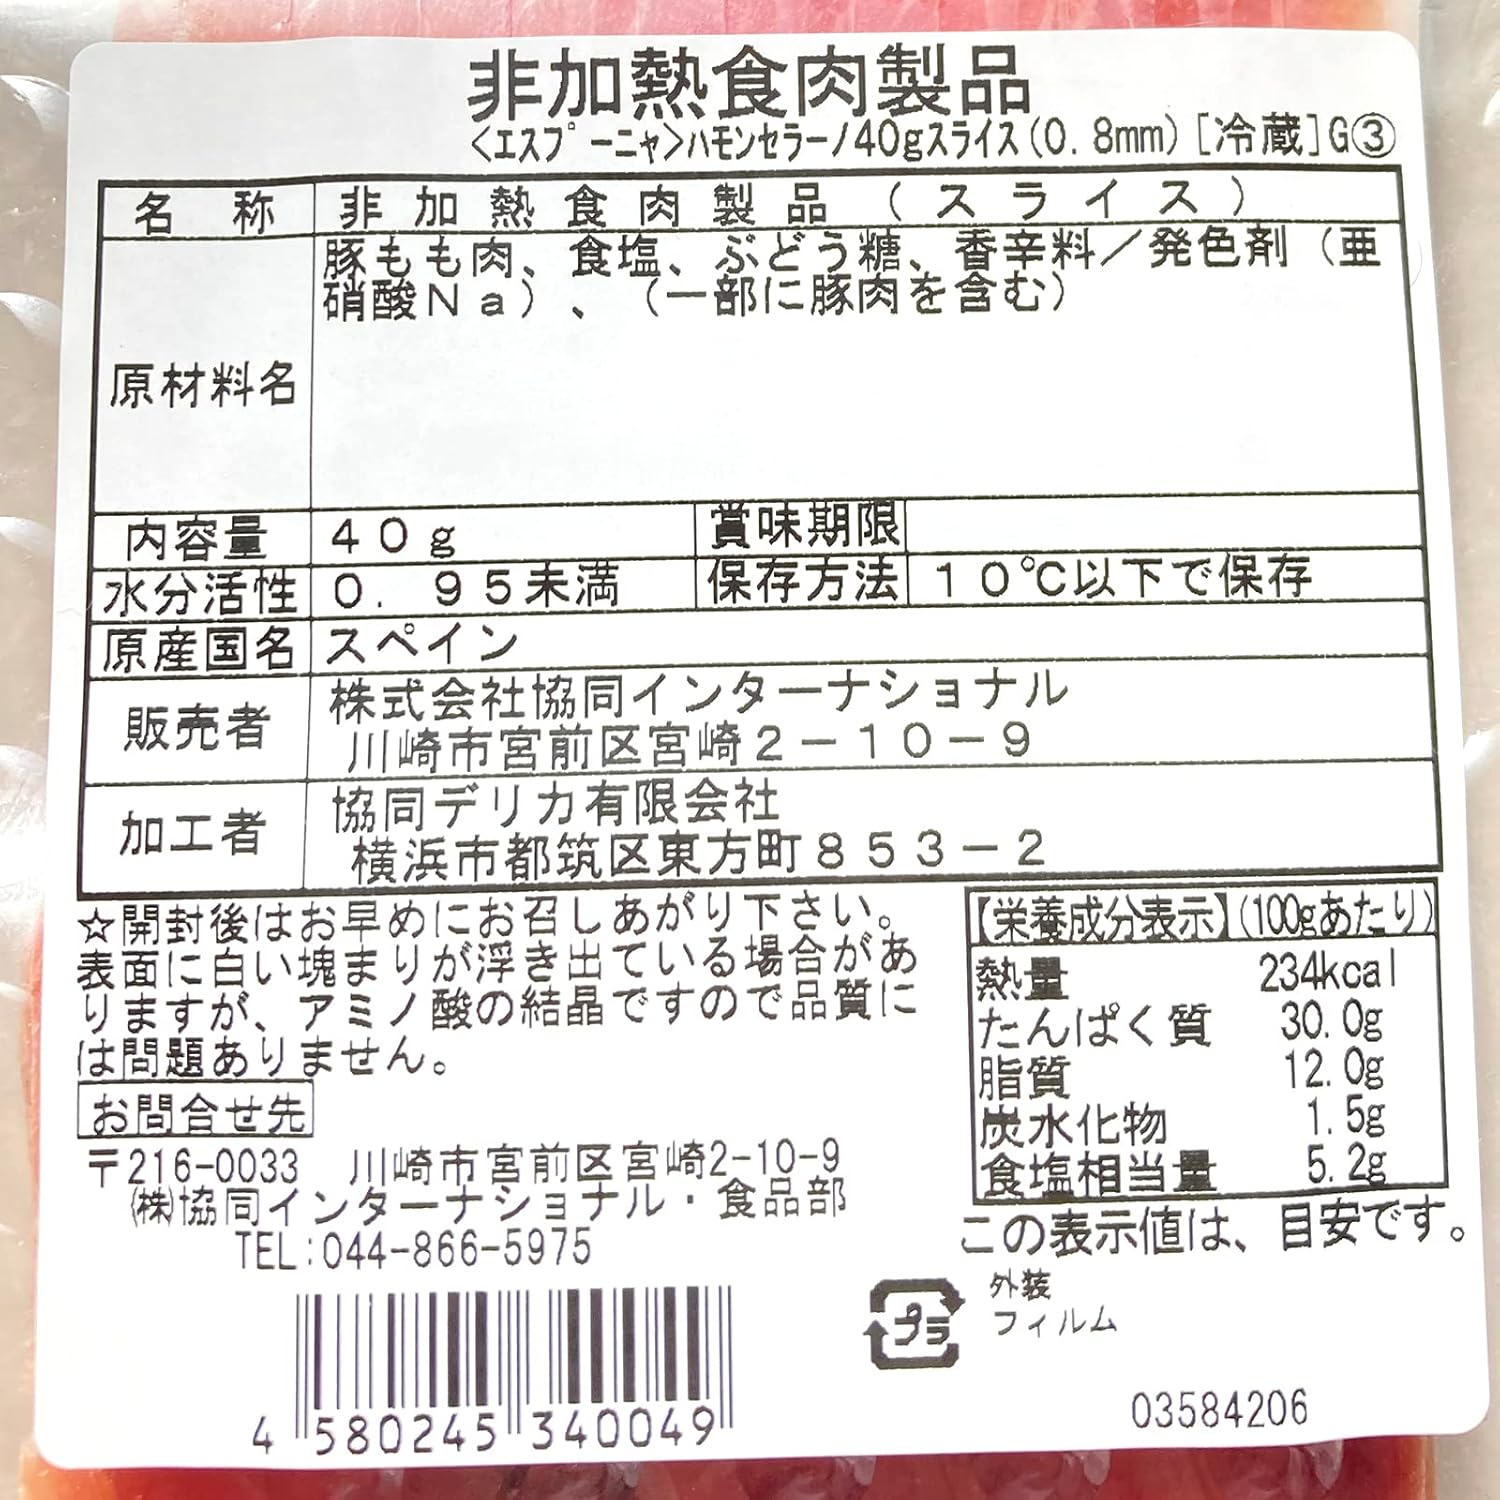 非加熱食肉製品
<エスプーニャ>ハモンセラーノ40gスライス(0.8mm)[冷蔵]G③
名称 非加熱食肉製品(スライス)
原材料名 豚もも肉、食塩、ぶどう糖、香辛料/発色剤(亜
硝酸Na)、(一部に豚肉を含む)
内容量 40g 賞味期限
水分活性 0.95未満 保存方法 10℃以下で保存
原産国名 スペイン
販売者 株式会社協同インターナショナル
川崎市宮前区宮崎2-10-9
加工者 協同デリカ有限会社
横浜市都筑区東方町853-2
☆開封後はお早めにお召しあがり下さい。
表面に白い塊まりが浮き出ている場合があ
りますが、アミノ酸の結晶ですので品質に
は問題ありません。
お問合せ先
〒216-0033 川崎市宮前区宮崎2-10-9
(株)協同インターナショナル・食品部
TEL:044-866-5975
【栄養成分表示】(100gあたり)
熱量 234kcal
たんぱく質 30.0g
脂質 12.0g
炭水化物 1.5g
食塩相当量 5.2g
この表示値は、目安です。
プラ 外装
フィルム
4 580245 340049
03584206